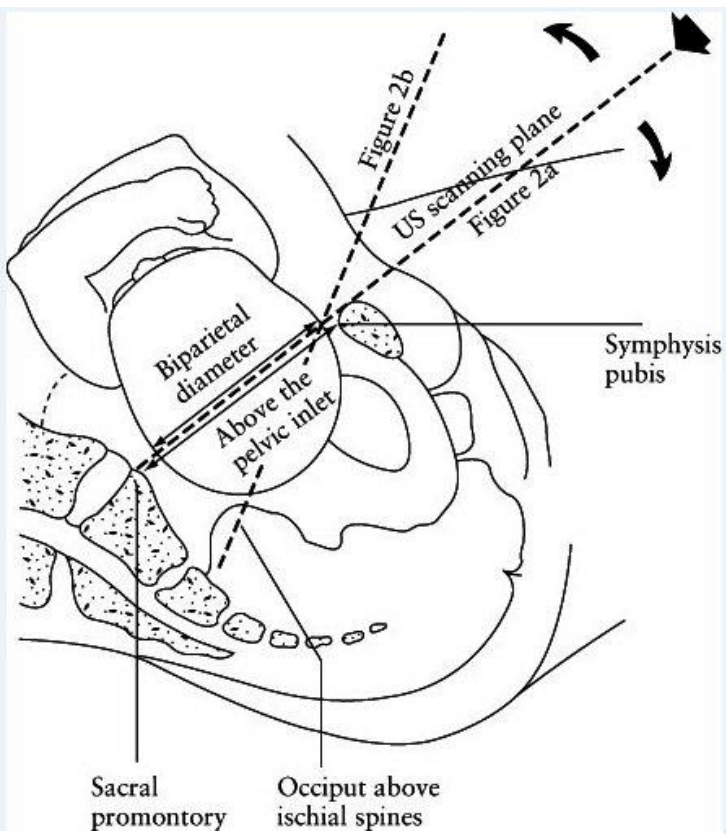 Figure 2b
US scanning plane
Figure 2a
Biparietal
diameter
Above the
pelvic inlet
Symphysis
pubis
Sacral
promontory
Occiput above
ischial spines